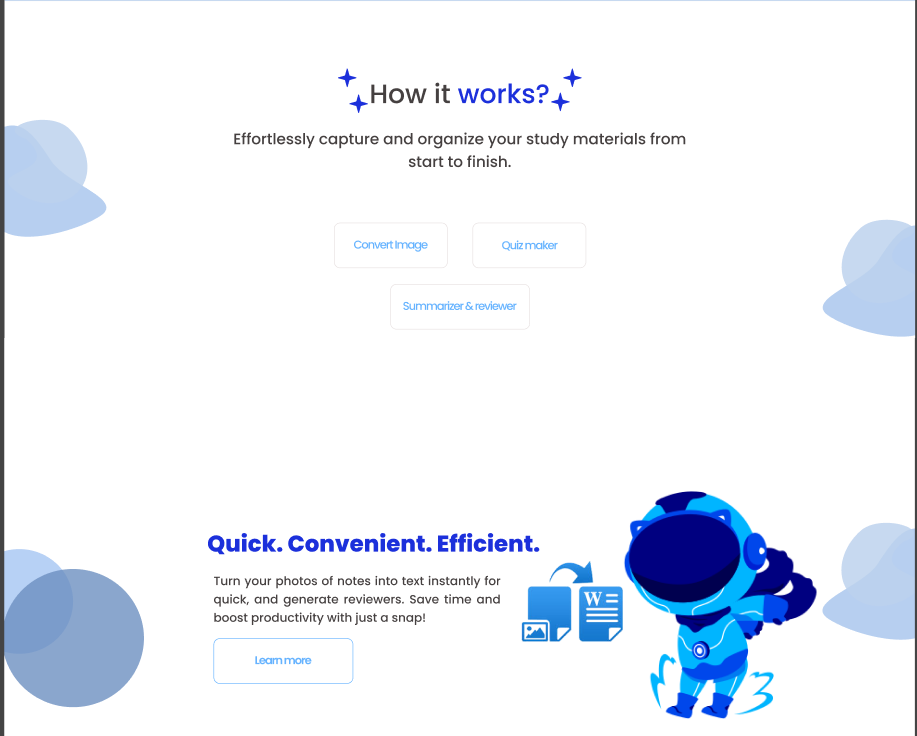 How it works?
Effortlessly capture and organize your study materials from
start to finish.
Convert Image
Quiz maker
Summarizer & reviewer
Quick. Convenient. Efficient.
Turn your photos of notes into text instantly for
quick, and generate reviewers. Save time and
boost productivity with just a snap!
W
Learn more